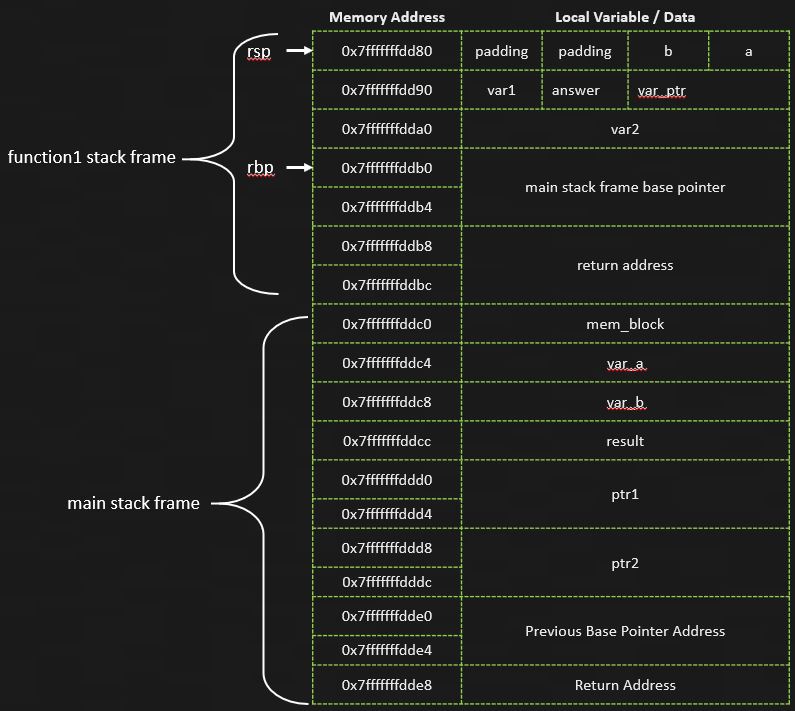 Memory Address Local Variable / Data
rsp 0x7fffffffdd80 padding padding b a
0x7fffffffdd90 var1 answer var_ptr
0x7fffffffdda0 var2
function1 stack frame
rbp 0x7fffffffddb0
main stack frame base pointer
0x7fffffffddb4
0x7fffffffddb8
return address
0x7fffffffddbc
0x7fffffffddc0 mem_block
0x7fffffffddc4 var_a
0x7fffffffddc8 var_b
0x7fffffffddcc result
0x7fffffffddd0
ptr1
main stack frame
0x7fffffffddd4
0x7fffffffddd8
ptr2
0x7fffffffdddc
0x7fffffffdde0
Previous Base Pointer Address
0x7fffffffdde4
0x7fffffffdde8 Return Address